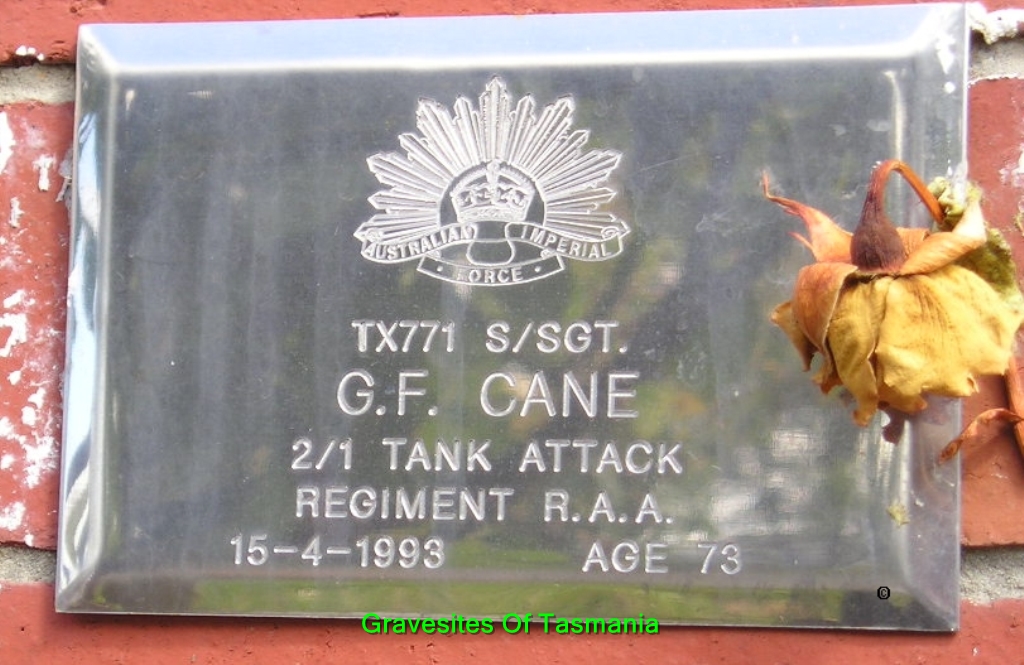 AUSTRALIAN IMPERIAL
FORCE
TX771 S/SGT.
G.F. CANE
2/1 TANK ATTACK
REGIMENT R.A.A.
15-4-1993 AGE 73
©
Gravesites Of Tasmania